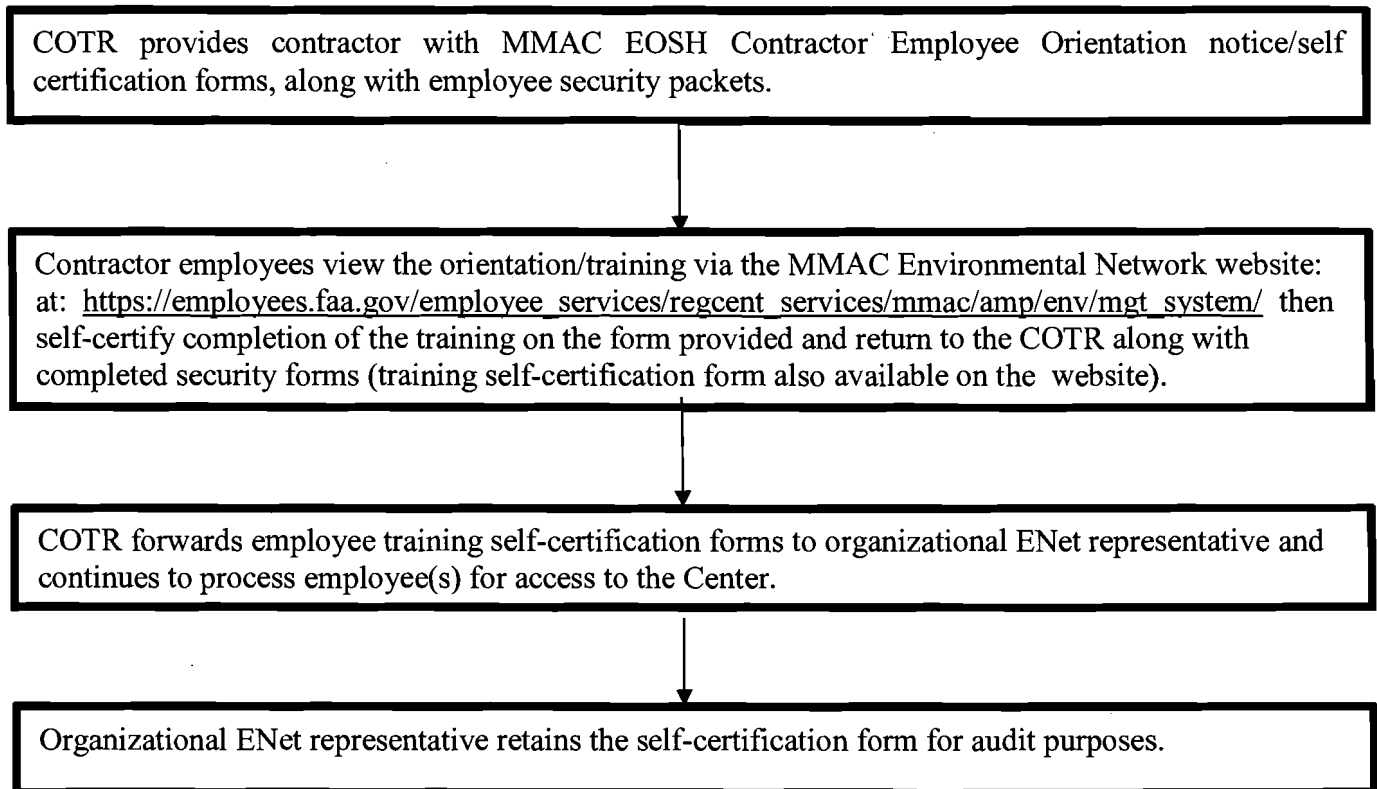 COTR provides contractor with MMAC EOSH Contractor Employee Orientation notice/self
certification forms, along with employee security packets.
Contractor employees view the orientation/training via the MMAC Environmental Network website:
at: https://employees.faa.gov/employee_services/regcent_services/mmac/amp/env/mgt_system/ then
self-certify completion of the training on the form provided and return to the COTR along with
completed security forms (training self-certification form also available on the website).
COTR forwards employee training self-certification forms to organizational ENet representative and
continues to process employee(s) for access to the Center.
Organizational ENet representative retains the self-certification form for audit purposes.